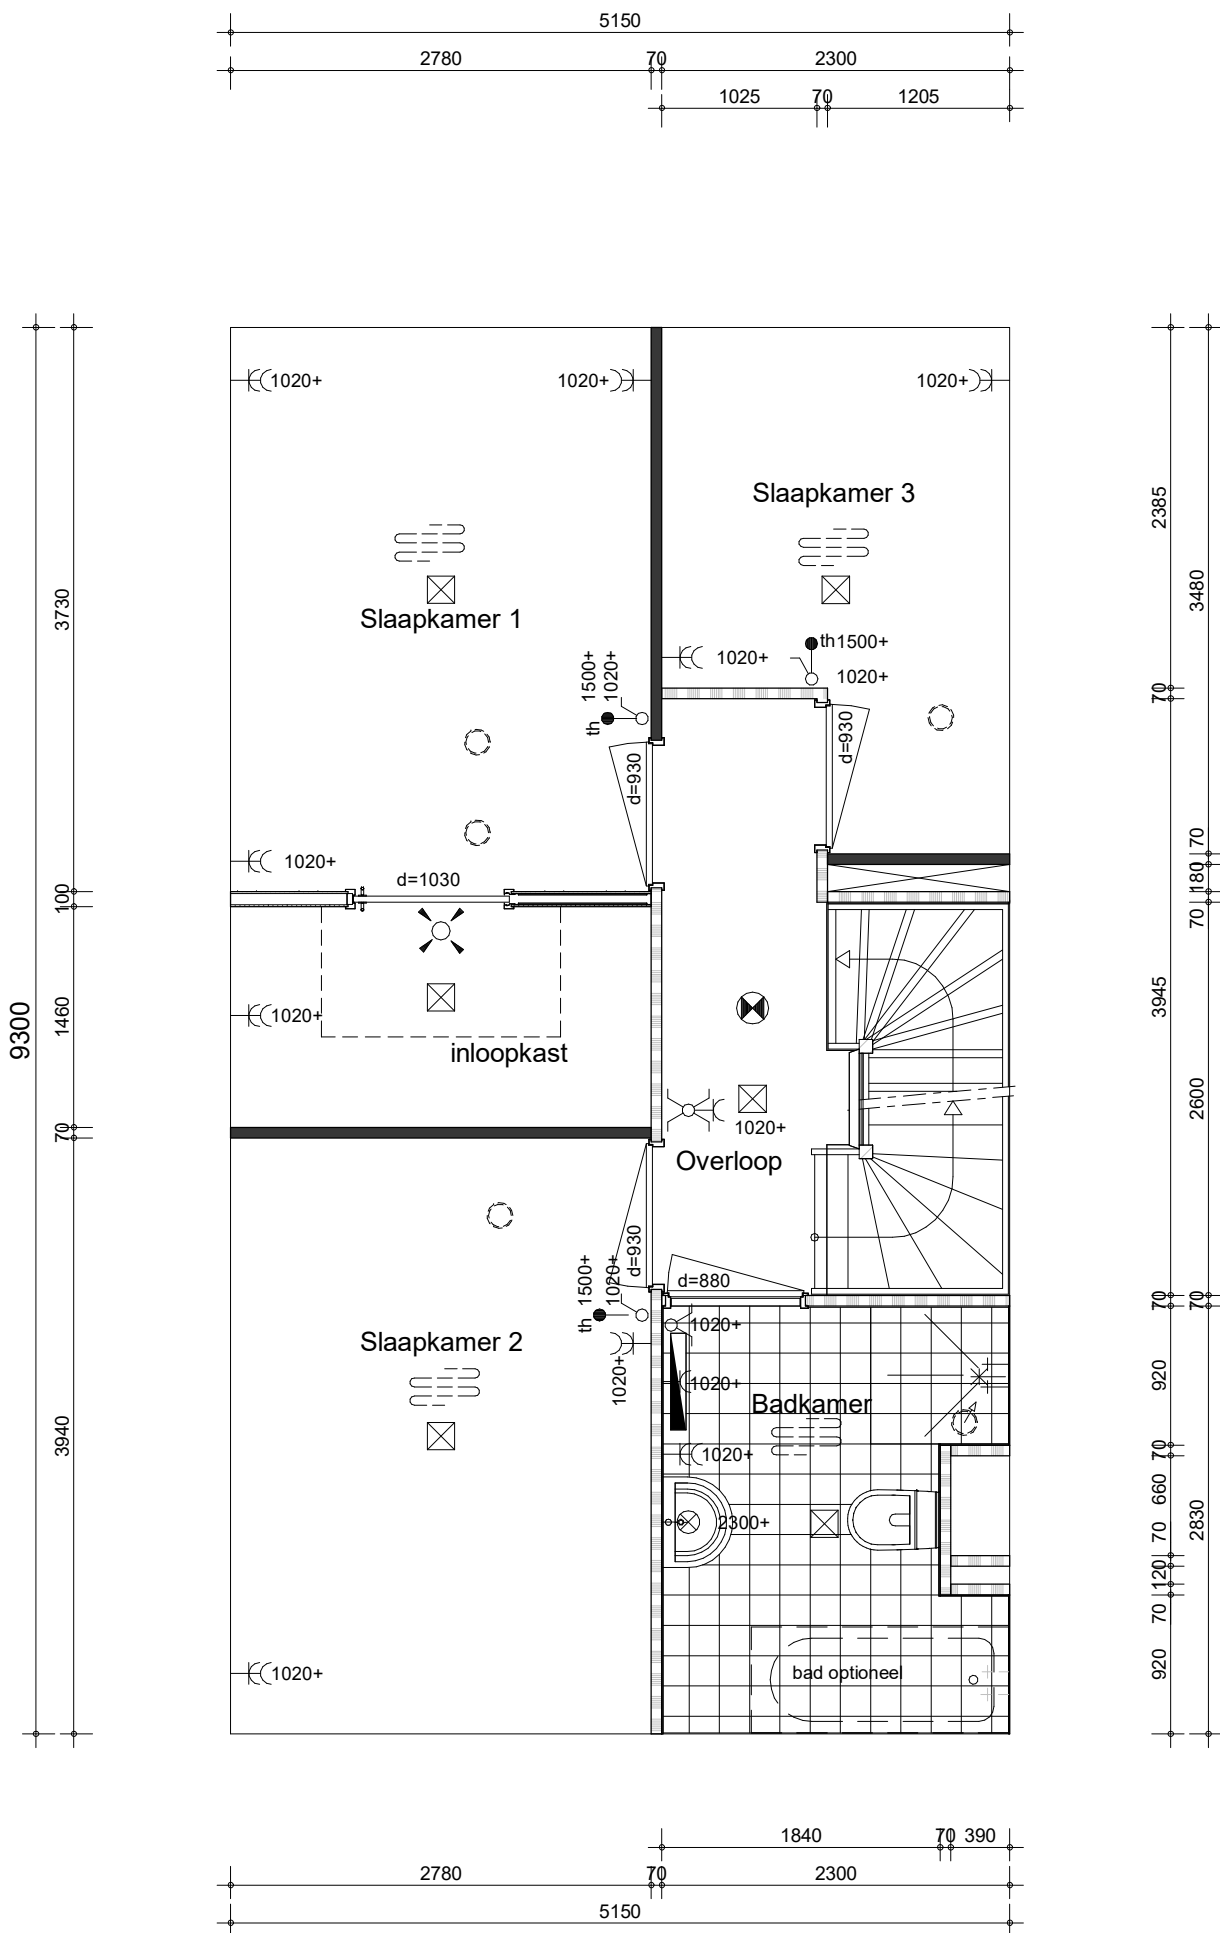 5150
2780 70 2300
1025 70 1205
1020+ 1020+ 1020+
Slaapkamer 3
2385
3480
3730
Slaapkamer 1
th 1500+
1020+ 1020+
th 1500+ 1020+
70
d=930 d=930
1020+
d=1030
70
180
70
100
9300
1460
1020+
inloopkast
3945
2600
70
1020+
Overloop
d=930
d=880
th 1500+ 1020+
70 70
1020+
Slaapkamer 2
1020+
1020+
Badkamer
920
3940
1020+
70
660
2300+
70
2830
120
70
1020+
bad optioneel
920
1840 70 390
2780 70 2300
5150